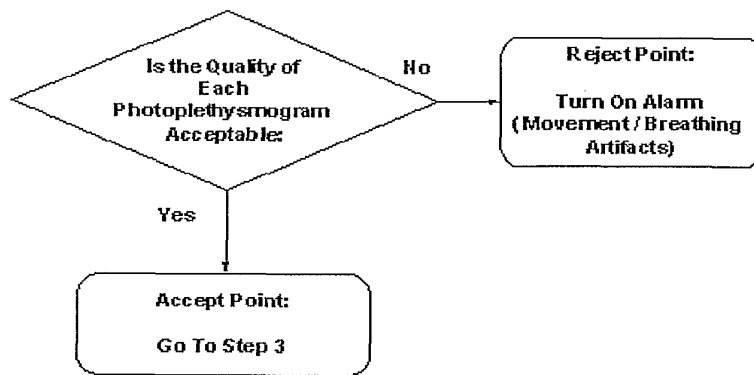 Is the Quality of
Each
Photoplethysmogram
Acceptable:
No
Reject Point:
Turn On Alarm
(Movement / Breathing
Artifacts)
Yes
Accept Point:
Go To Step 3